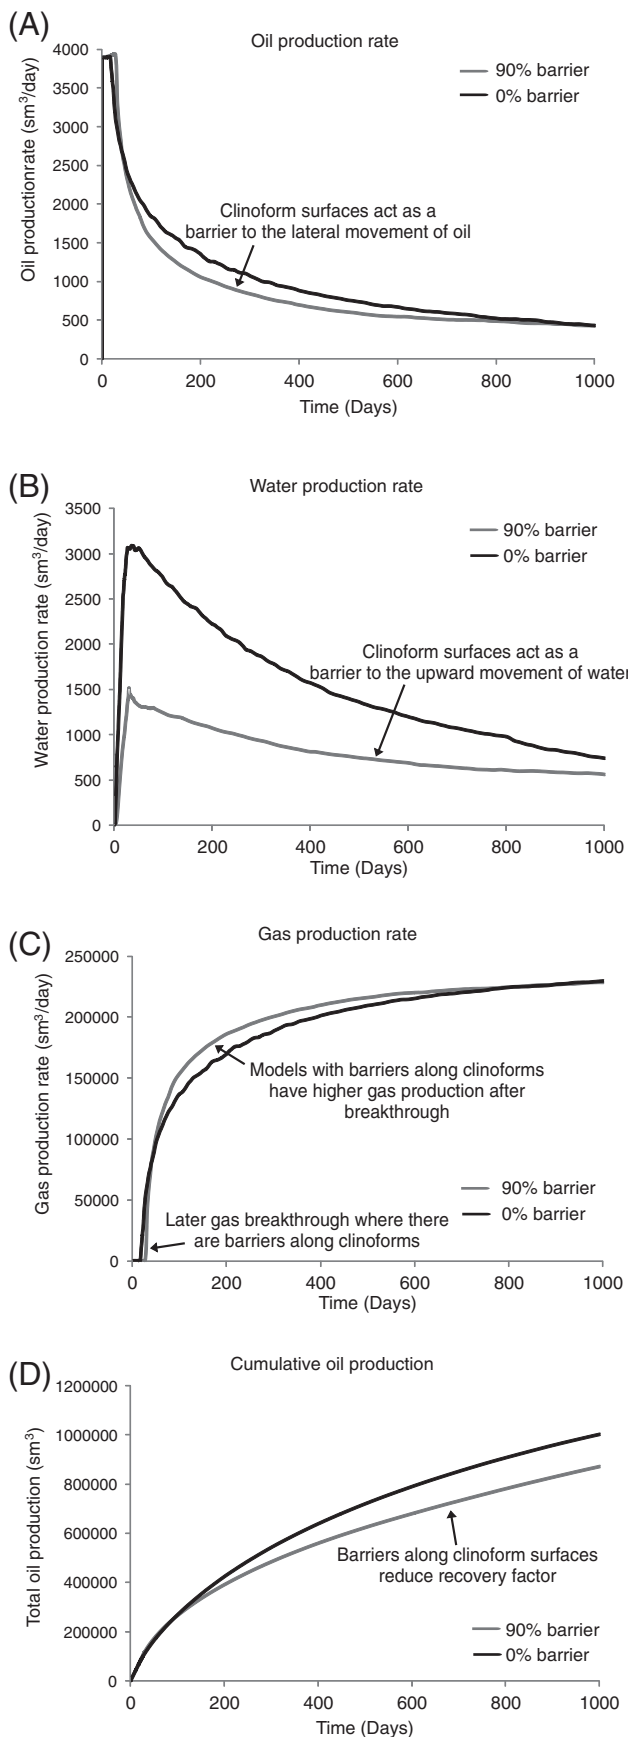 (A)
Oil production rate
4000
3500
3000
2500
2000
1500
1000
500
0
Oil productionrate (sm³/day)
90% barrier
0% barrier
Clinoform surfaces act as a
barrier to the lateral movement of oil
0 200 400 600 800 1000
Time (Days)
(B)
Water production rate
3500
3000
2500
2000
1500
1000
500
0
Water production rate (sm³/day)
90% barrier
0% barrier
Clinoform surfaces act as a
barrier to the upward movement of water
0 200 400 600 800 1000
Time (Days)
(C)
Gas production rate
250000
200000
150000
100000
50000
0
Gas production rate (sm³/day)
Models with barriers along clinoforms
have higher gas production after
breakthrough
90% barrier
0% barrier
Later gas breakthrough where there
are barriers along clinoforms
0 200 400 600 800 1000
Time (Days)
(D)
Cumulative oil production
1200000
1000000
800000
600000
400000
200000
0
Total oil production (sm³)
Barriers along clinoform surfaces
reduce recovery factor
90% barrier
0% barrier
0 200 400 600 800 1000
Time (Days)